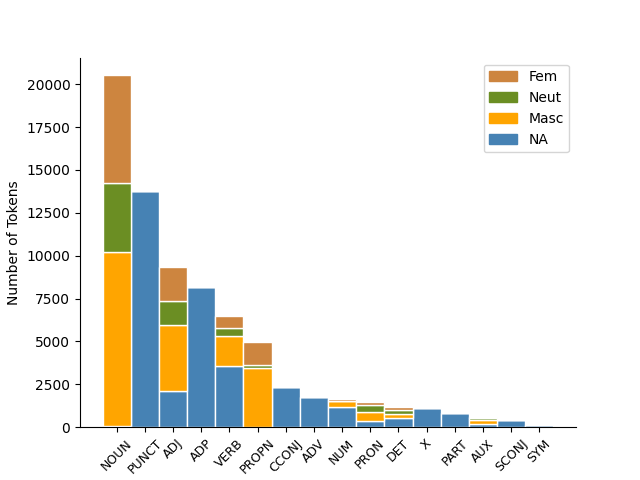 Fem
Neut
Masc
NA
Number of Tokens
20000
17500
15000
12500
10000
7500
5000
2500
0
NOUN
PUNCT
ADJ
ADP
VERB
PROPN
CCONJ
ADV
NUM
PRON
DET
X
PART
AUX
SCONJ
SYM